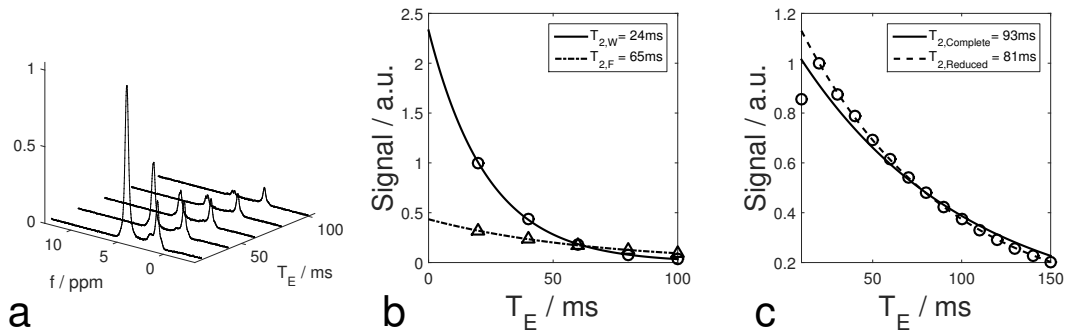 1
0.5
0
10
5
0
f / ppm
50
100
T_E / ms
a
2.5
2
1.5
1
0.5
0
0
20
40
60
80
100
Signal / a.u.
T_E / ms
T_2,W = 24ms
T_2,F = 65ms
b
1.2
1
0.8
0.6
0.4
0.2
50
100
150
Signal / a.u.
T_E / ms
T_2,Complete = 93ms
T_2,Reduced = 81ms
c